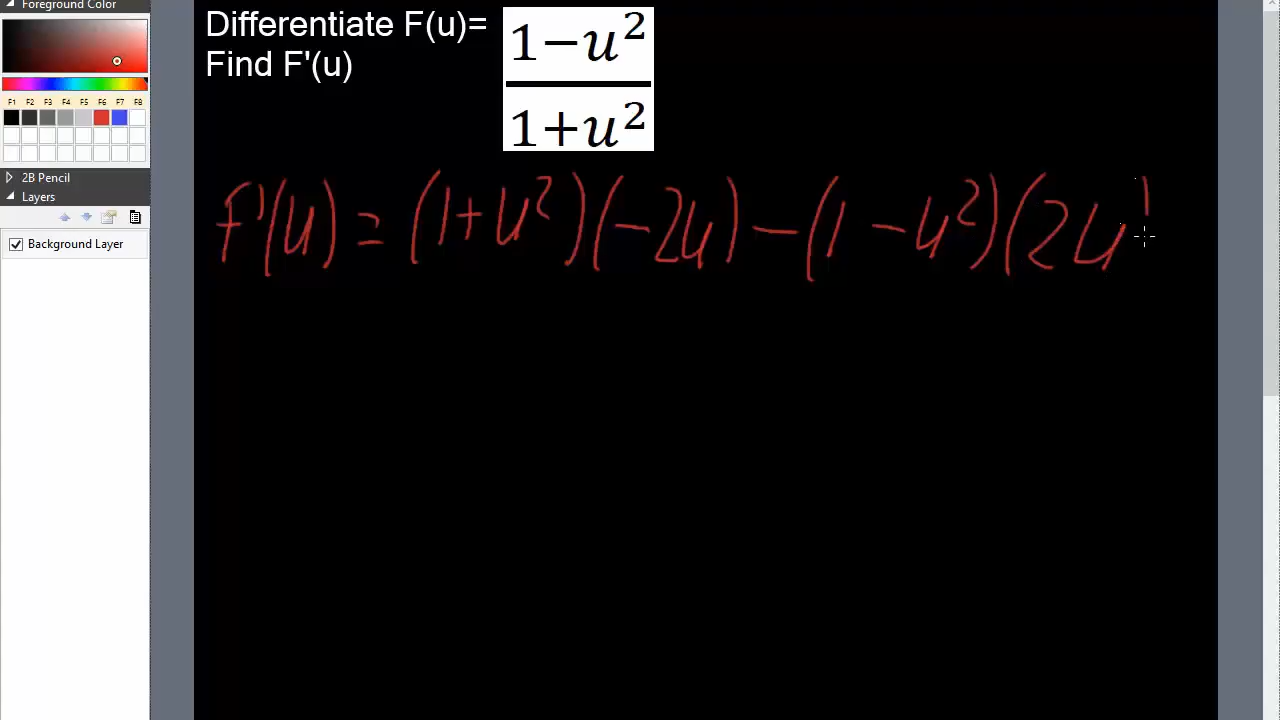 Foreground Color
F1 F2 F3 F4 F5 F6 F7 F8
2B Pencil
Layers
Background Layer
Differentiate F(u)=
Find F'(u)
1−u²
1+u²
F'(u) = (1+u²)(-2u) - (1-u²)(2u)